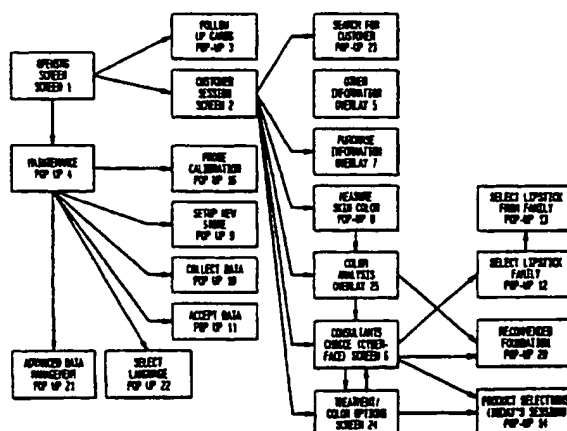 FOLLOW
UP CARDS
POP-UP 3
SEARCH FOR
CUSTOMER
POP-UP 23
OPENING
SCREEN
SCREEN 1
CUSTOMER
SESSION
SCREEN 2
OTHER
INFORMATION
OVERLAY 5
MAINTENANCE
POP UP 4
PROBE
CALIBRATION
POP UP 16
PURCHASE
INFORMATION
OVERLAY 7
SETUP NEW
STORE
POP UP 9
MEASURE
SKIN COLOR
POP-UP 8
SELECT LIPSTICK
FROM FAMILY
POP-UP 13
COLLECT DATA
POP UP 10
COLOR
ANALYSIS
OVERLAY 25
SELECT LIPSTICK
FAMILY
POP-UP 12
ACCEPT DATA
POP UP 11
CONSULTANTS
CHOICE (CYBER-
FACE) SCREEN 6
RECOMMENDED
FOUNDATION
POP-UP 20
ADVANCED DATA
MANAGEMENT
POP UP 21
SELECT
LANGUAGE
POP UP 22
TREATMENT/
COLOR OPTIONS
SCREEN 24
PRODUCT SELECTIONS
(TODAY'S SESSION)
POP-UP 14